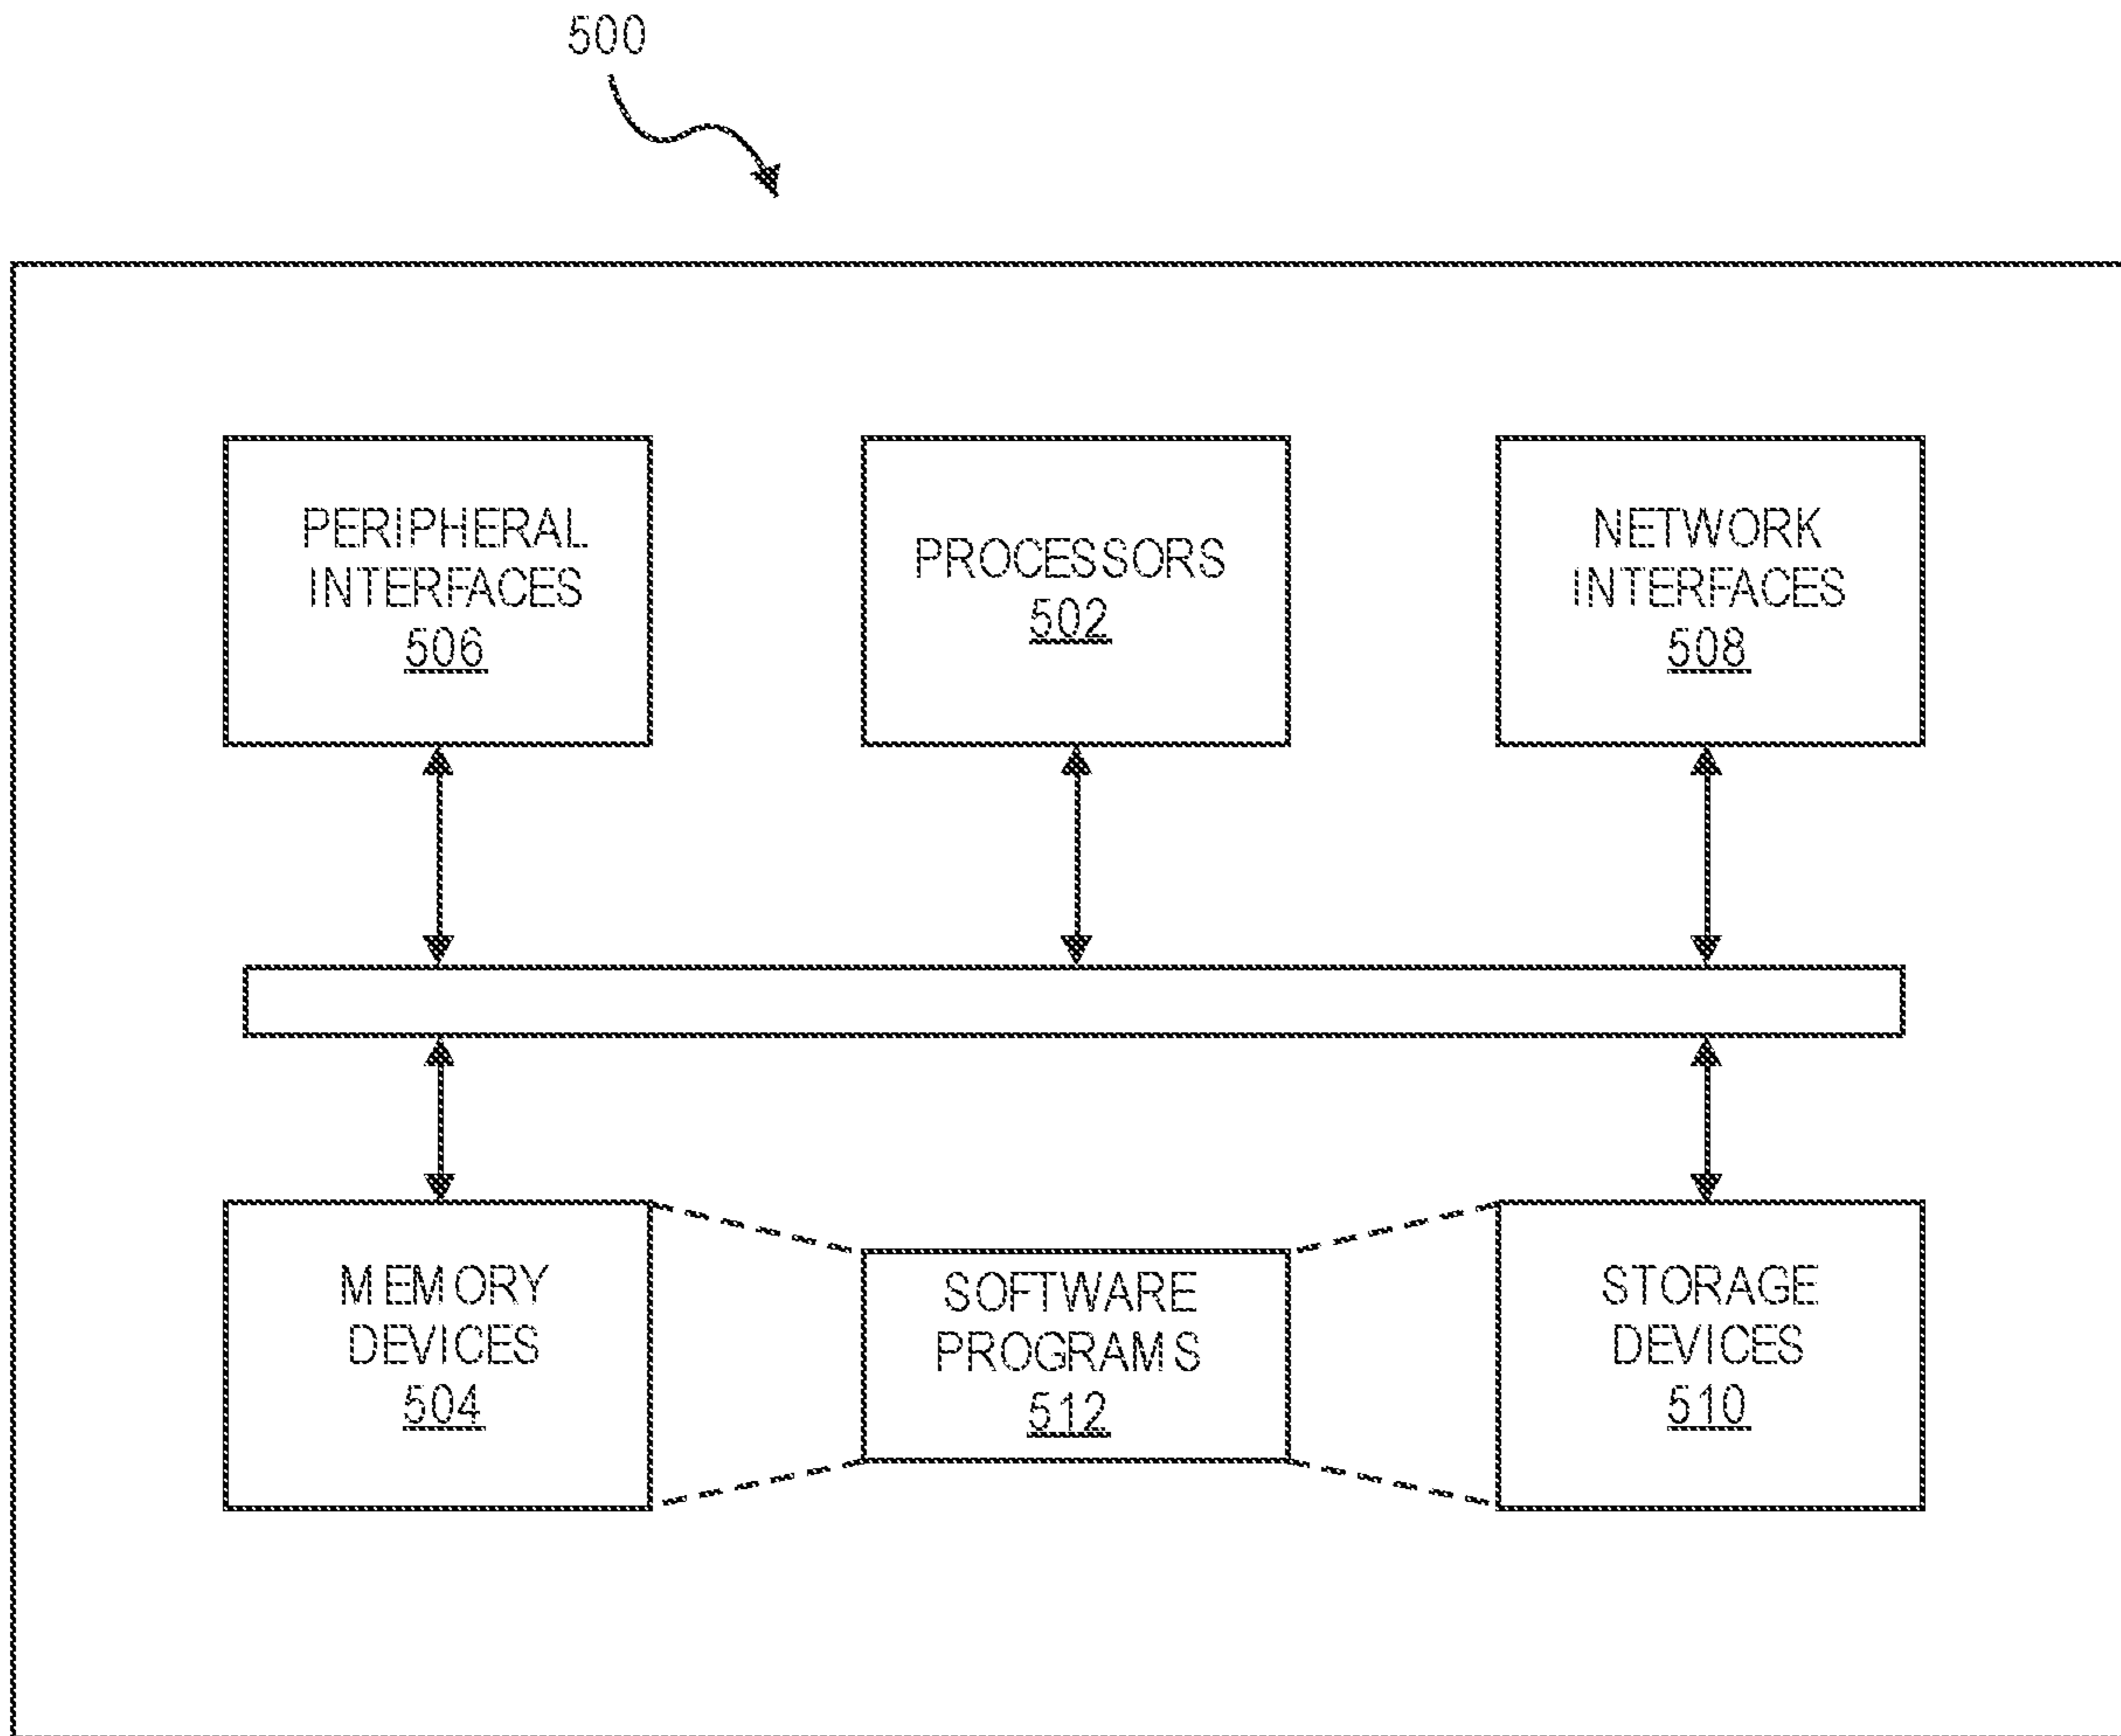 500
PERIPHERAL
INTERFACES
506
PROCESSORS
502
NETWORK
INTERFACES
508
MEMORY
DEVICES
504
SOFTWARE
PROGRAMS
512
STORAGE
DEVICES
510